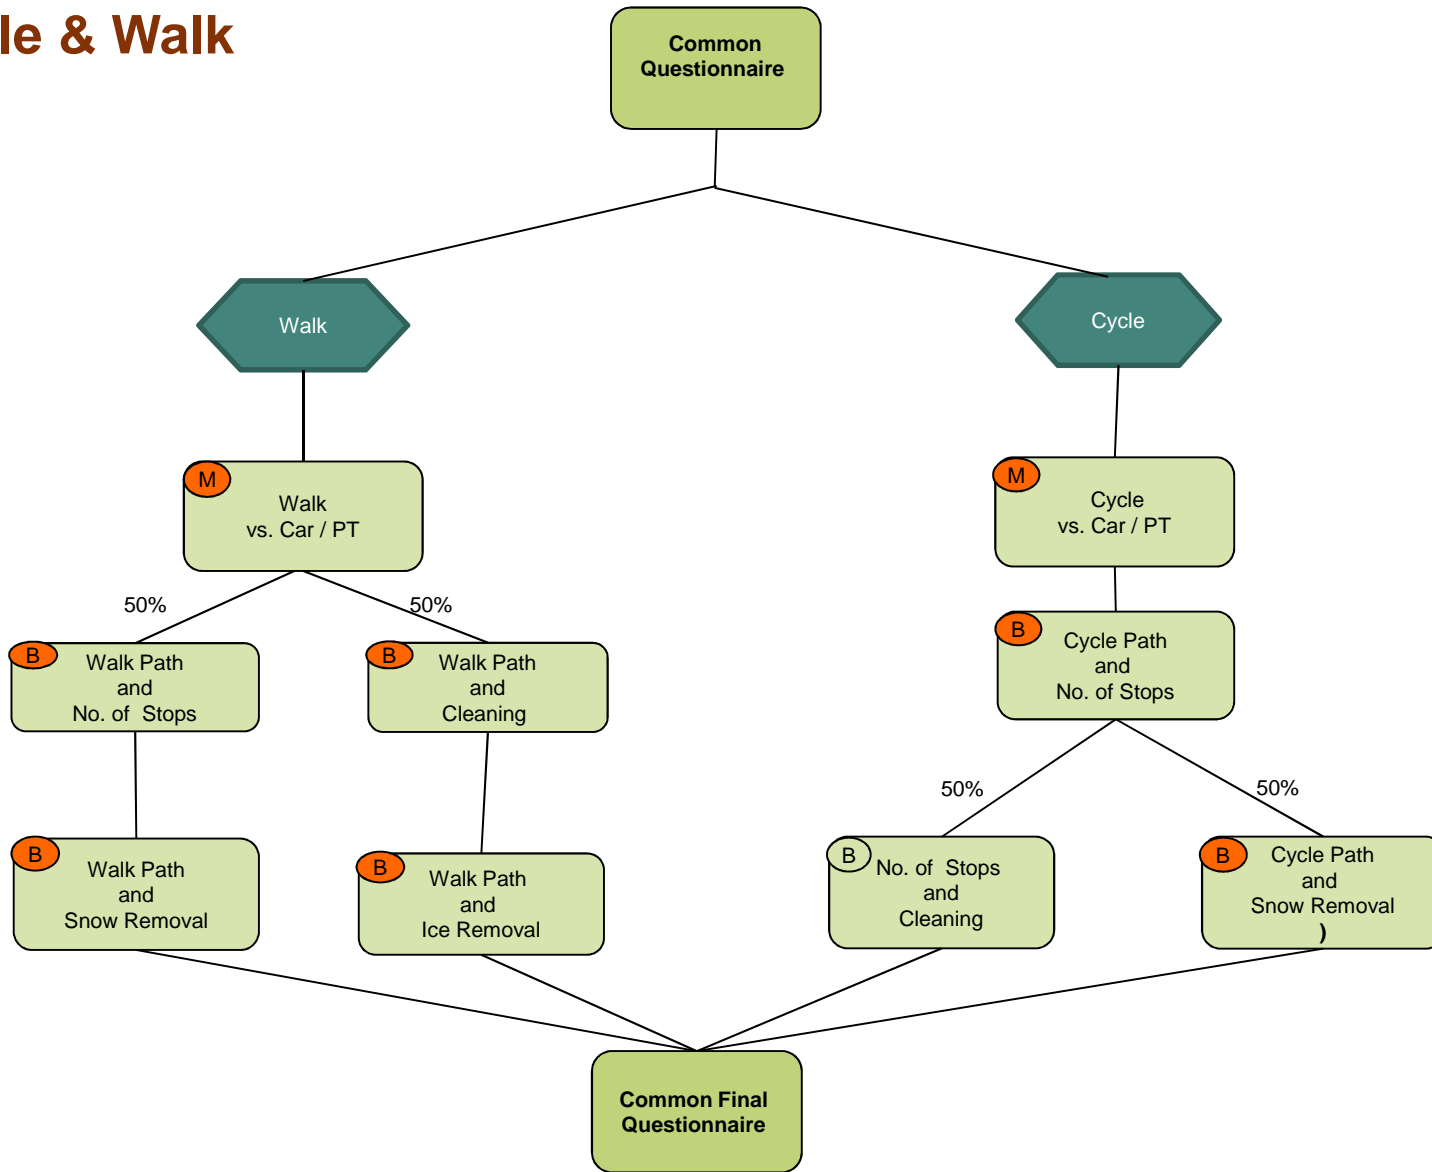 le & Walk
Common
Questionnaire
Walk
Cycle
M
Walk
vs. Car / PT
M
Cycle
vs. Car / PT
50%
50%
B
Walk Path
and
No. of  Stops
B
Walk Path
and
Cleaning
B
Cycle Path
and
No. of Stops
50%
50%
B
Walk Path
and
Snow Removal
B
Walk Path
and
Ice Removal
B
No. of  Stops
and
Cleaning
B
Cycle Path
and
Snow Removal
)
Common Final
Questionnaire